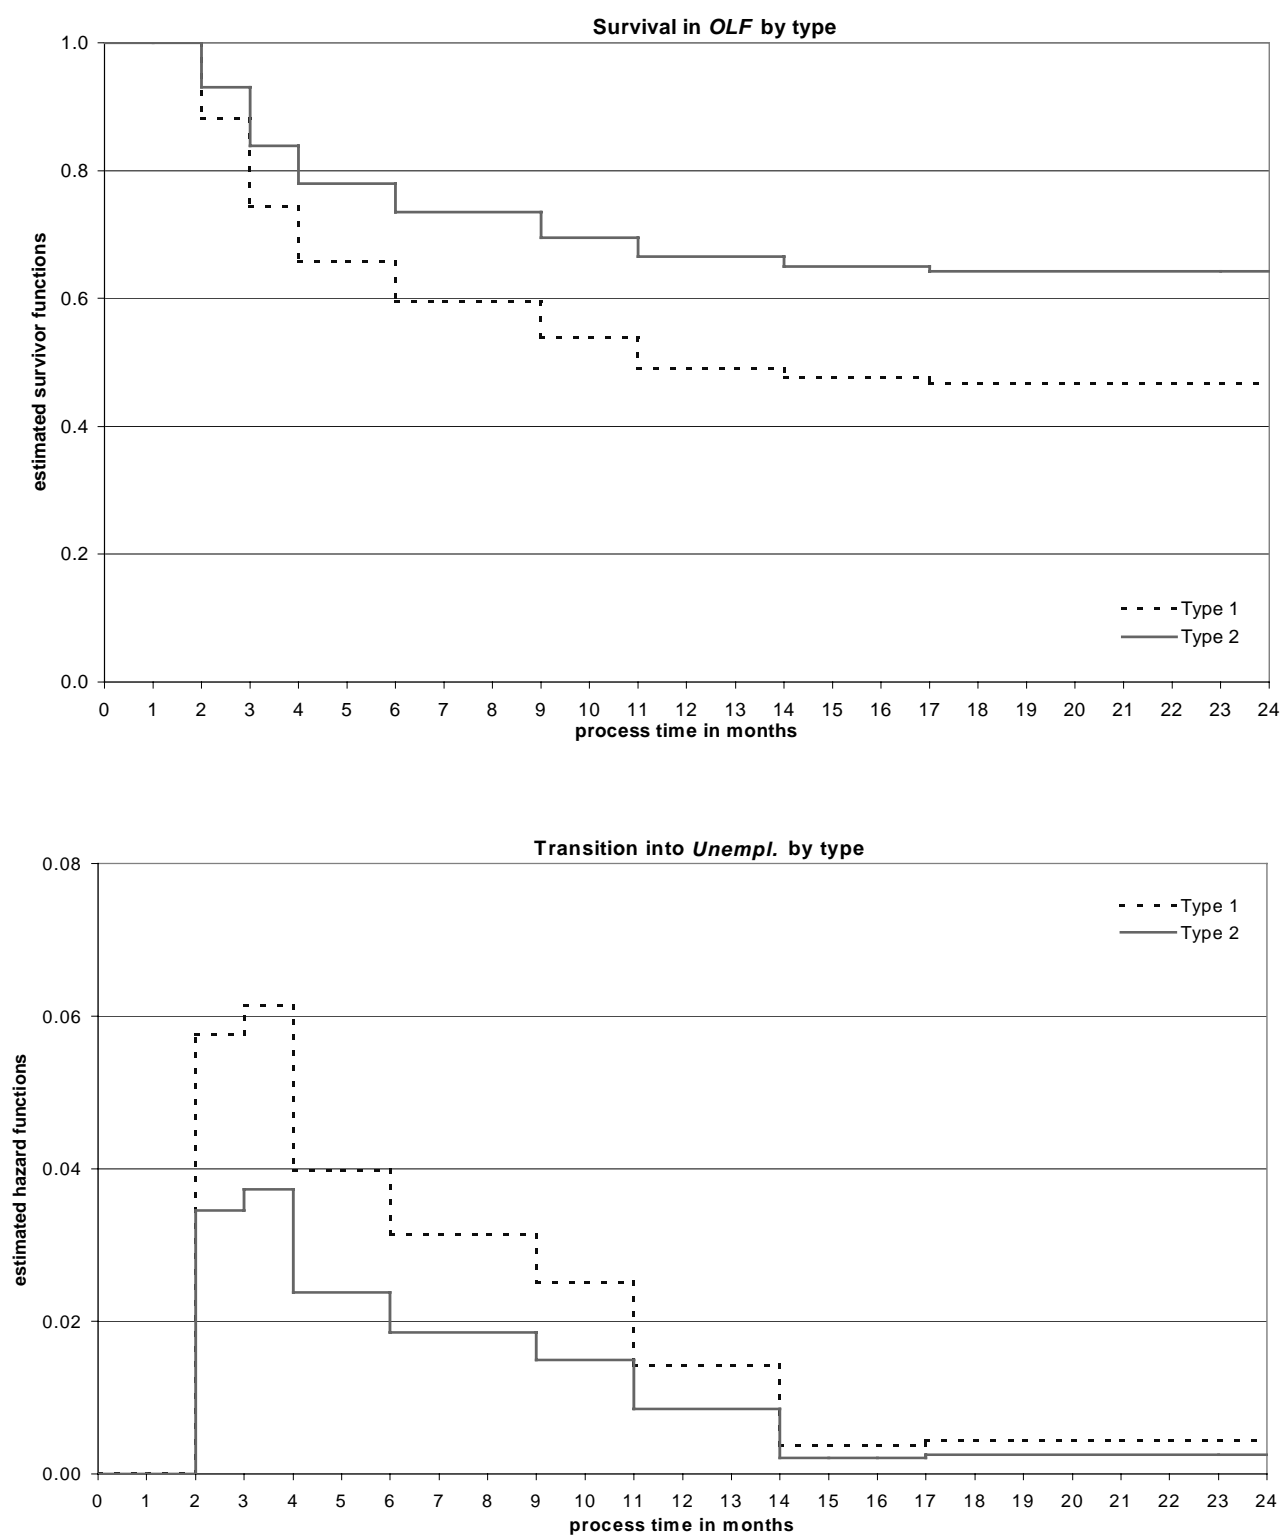 Survival in OLF by type
1.0
0.8
0.6
0.4
0.2
0.0
estimated survivor functions
Type 1
Type 2
0 1 2 3 4 5 6 7 8 9 10 11 12 13 14 15 16 17 18 19 20 21 22 23 24
process time in months
Transition into Unempl. by type
0.08
0.06
0.04
0.02
0.00
estimated hazard functions
Type 1
Type 2
0 1 2 3 4 5 6 7 8 9 10 11 12 13 14 15 16 17 18 19 20 21 22 23 24
process time in months